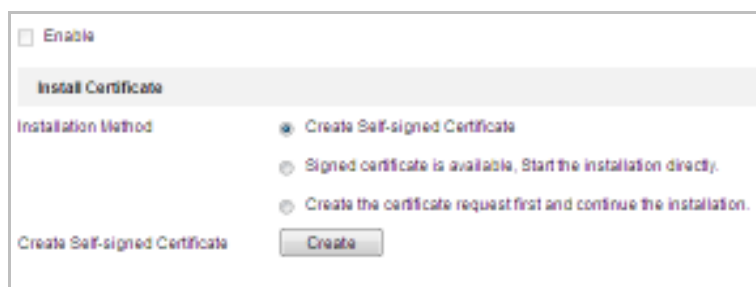 Enable
Install Certificate
Installation Method
Create Self-signed Certificate
Signed certificate is available, Start the installation directly.
Create the certificate request first and continue the installation.
Create Self-signed Certificate Create